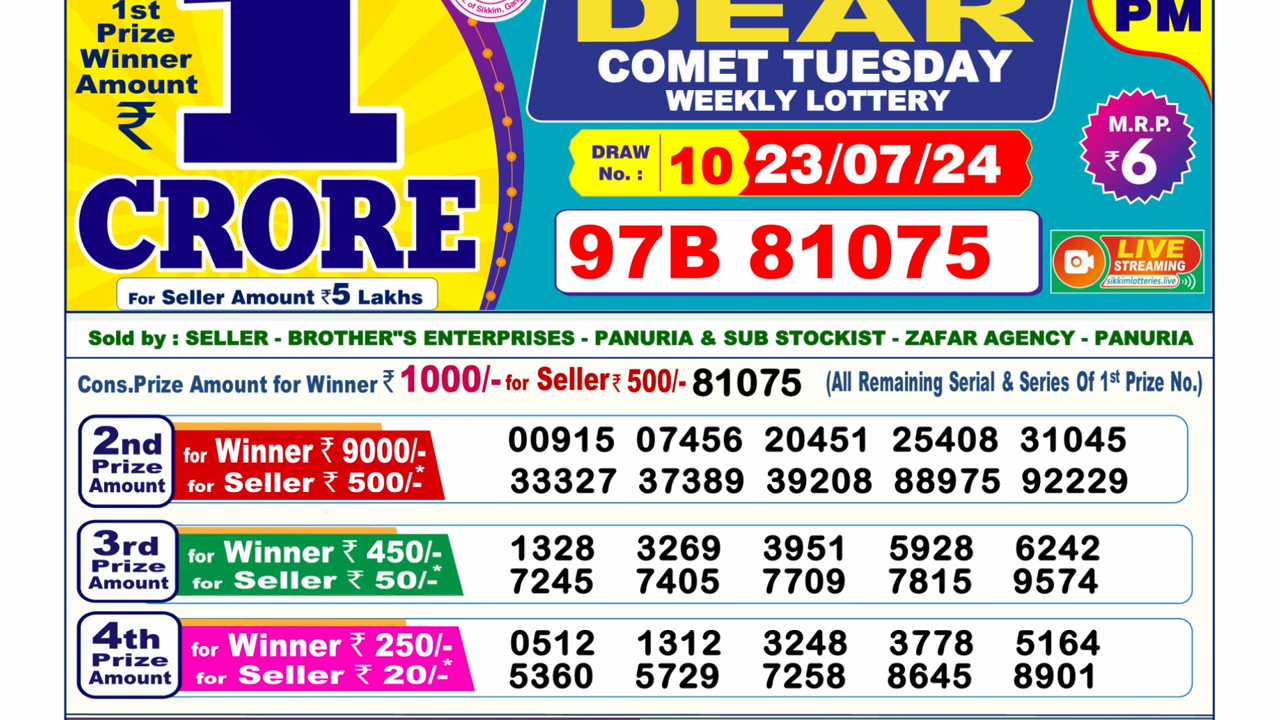 1st
Prize
Winner
Amount
₹
1
CRORE
For Seller Amount ₹5 Lakhs
of Sikkim, Gang
DEAR
COMET TUESDAY
WEEKLY LOTTERY
PM
DRAW No. : 10 23/07/24
M.R.P.
₹6
97B 81075
LIVE
STREAMING
sikkimlotteries.live
Sold by : SELLER - BROTHER"S ENTERPRISES - PANURIA & SUB STOCKIST - ZAFAR AGENCY - PANURIA
Cons.Prize Amount for Winner ₹ 1000/- for Seller ₹ 500/- 81075 (All Remaining Serial & Series Of 1st Prize No.)
2nd
Prize
Amount
for Winner ₹ 9000/-
for Seller ₹ 500/-*
00915 07456 20451 25408 31045
33327 37389 39208 88975 92229
3rd
Prize
Amount
for Winner ₹ 450/-
for Seller ₹ 50/-*
1328 3269 3951 5928 6242
7245 7405 7709 7815 9574
4th
Prize
Amount
for Winner ₹ 250/-
for Seller ₹ 20/-*
0512 1312 3248 3778 5164
5360 5729 7258 8645 8901